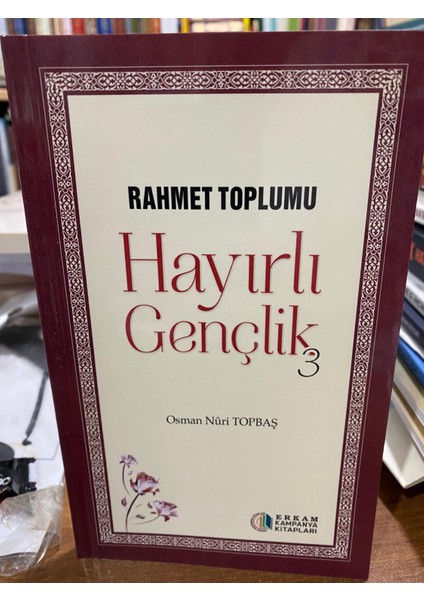 RAHMET TOPLUMU
Hayırlı
Gençlik
3
Osman Nûri TOPBAŞ
ERKAM
KAMPANYA
KİTAPLARI